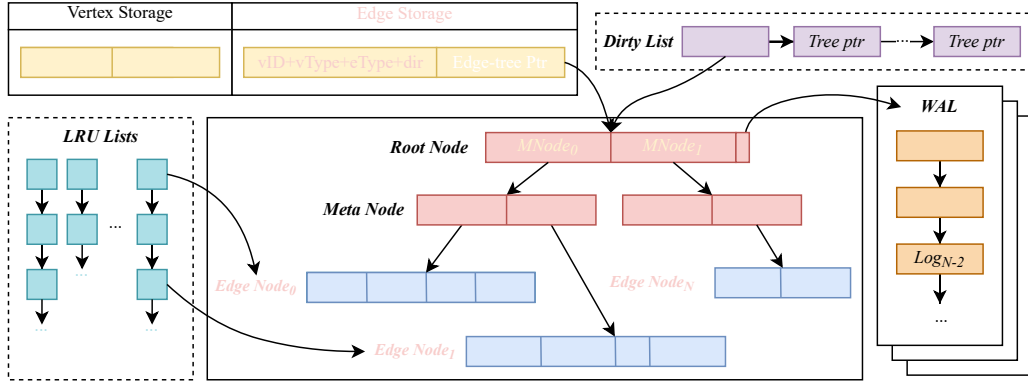 Vertex Storage
Edge Storage
vID+vType+eType+dir
Edge-tree Ptr
Dirty List
Tree ptr
...
Tree ptr
LRU Lists
...
...
...
...
Root Node
MNode0
MNode1
Meta Node
Edge Node0
Edge NodeN
Edge Node1
WAL
LogN-2
...